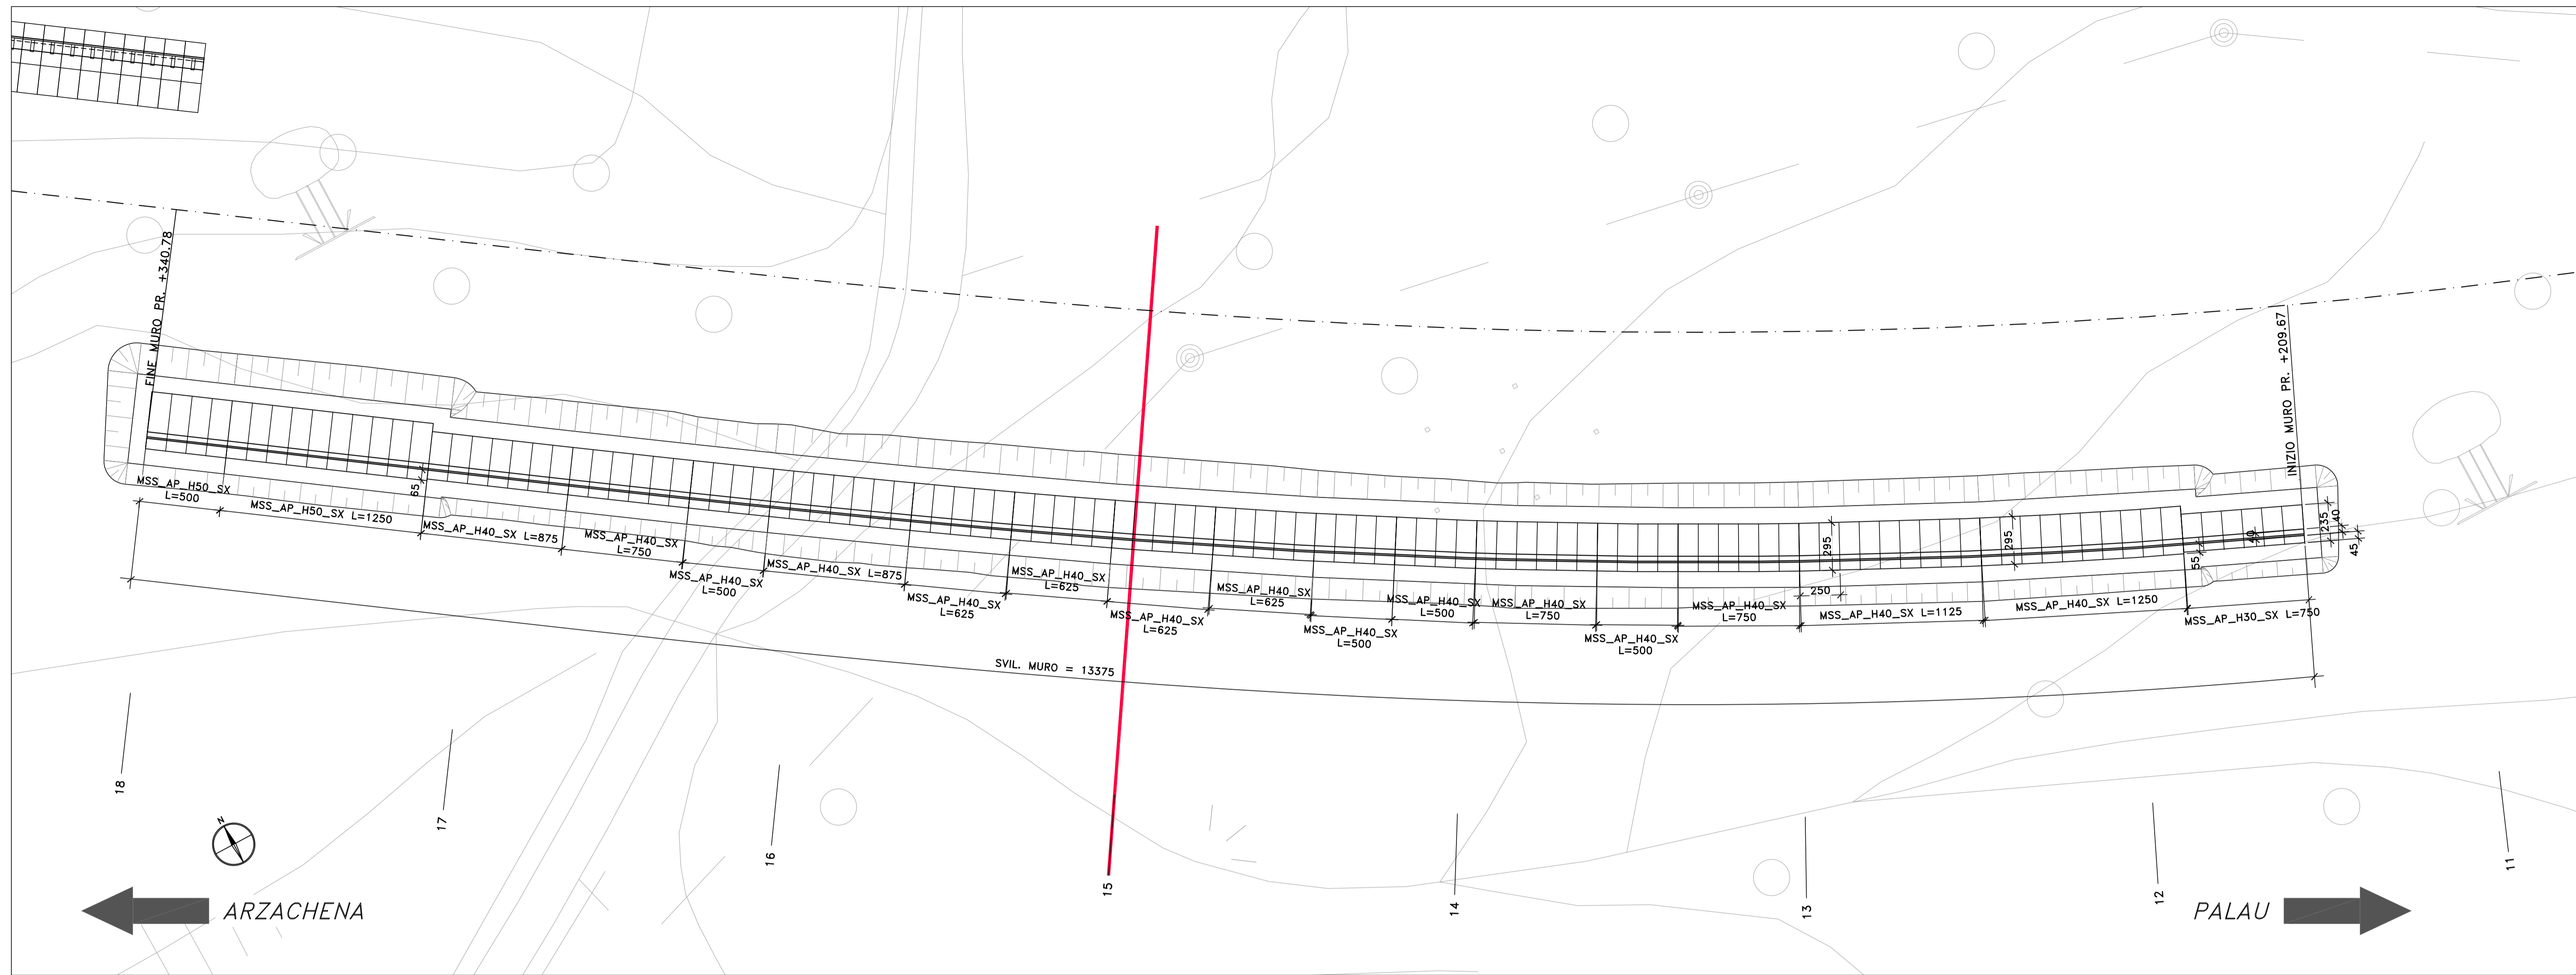 FINE MURO PR. +340.78
INIZIO MURO PR. +209.67
MSS_AP_H50_SX
L=500
MSS_AP_H50_SX L=1250
65
MSS_AP_H40_SX L=875
MSS_AP_H40_SX
L=750
MSS_AP_H40_SX
L=500
MSS_AP_H40_SX L=875
MSS_AP_H40_SX
L=625
MSS_AP_H40_SX
L=625
MSS_AP_H40_SX
L=625
MSS_AP_H40_SX
L=625
MSS_AP_H40_SX
L=500
MSS_AP_H40_SX
L=500
MSS_AP_H40_SX
L=750
MSS_AP_H40_SX
L=500
MSS_AP_H40_SX
L=750
295
250
MSS_AP_H40_SX L=1125
295
MSS_AP_H40_SX L=1250
55
40
MSS_AP_H30_SX L=750
235
40
45
SVIL. MURO = 13375
18
17
16
15
14
13
12
11
N
ARZACHENA
PALAU